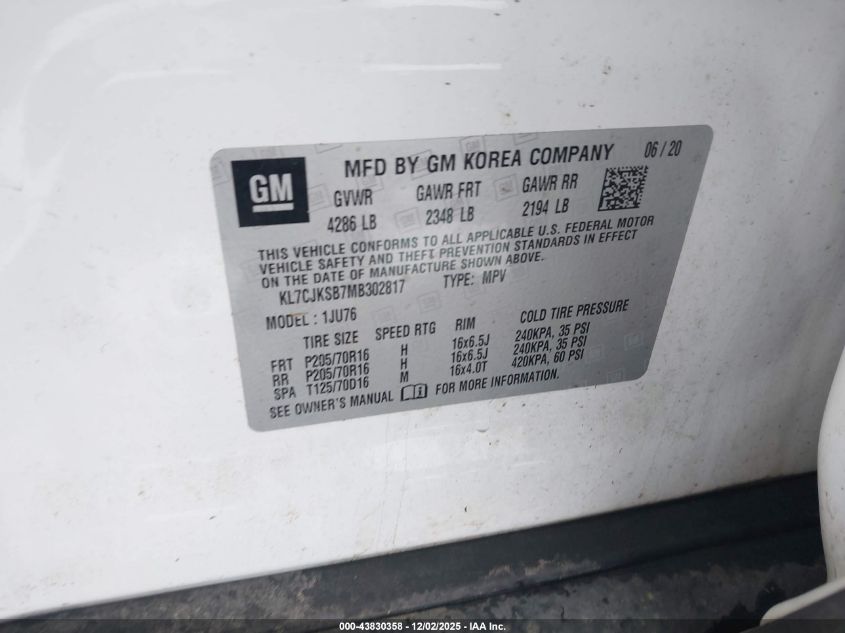 GM
MFD BY GM KOREA COMPANY 06 / 20
GVWR GAWR FRT GAWR RR
4286 LB 2348 LB 2194 LB
THIS VEHICLE CONFORMS TO ALL APPLICABLE U.S. FEDERAL MOTOR
VEHICLE SAFETY AND THEFT PREVENTION STANDARDS IN EFFECT
ON THE DATE OF MANUFACTURE SHOWN ABOVE.
KL7CJKSB7MB302817 TYPE: MPV
MODEL : 1JU76
TIRE SIZE SPEED RTG RIM COLD TIRE PRESSURE
FRT P205/70R16 H 16x6.5J 240KPA, 35 PSI
RR P205/70R16 H 16x6.5J 240KPA, 35 PSI
SPA T125/70D16 M 16x4.0T 420KPA, 60 PSI
SEE OWNER'S MANUAL FOR MORE INFORMATION.
000-43830358 - 12/02/2025 - IAA Inc.